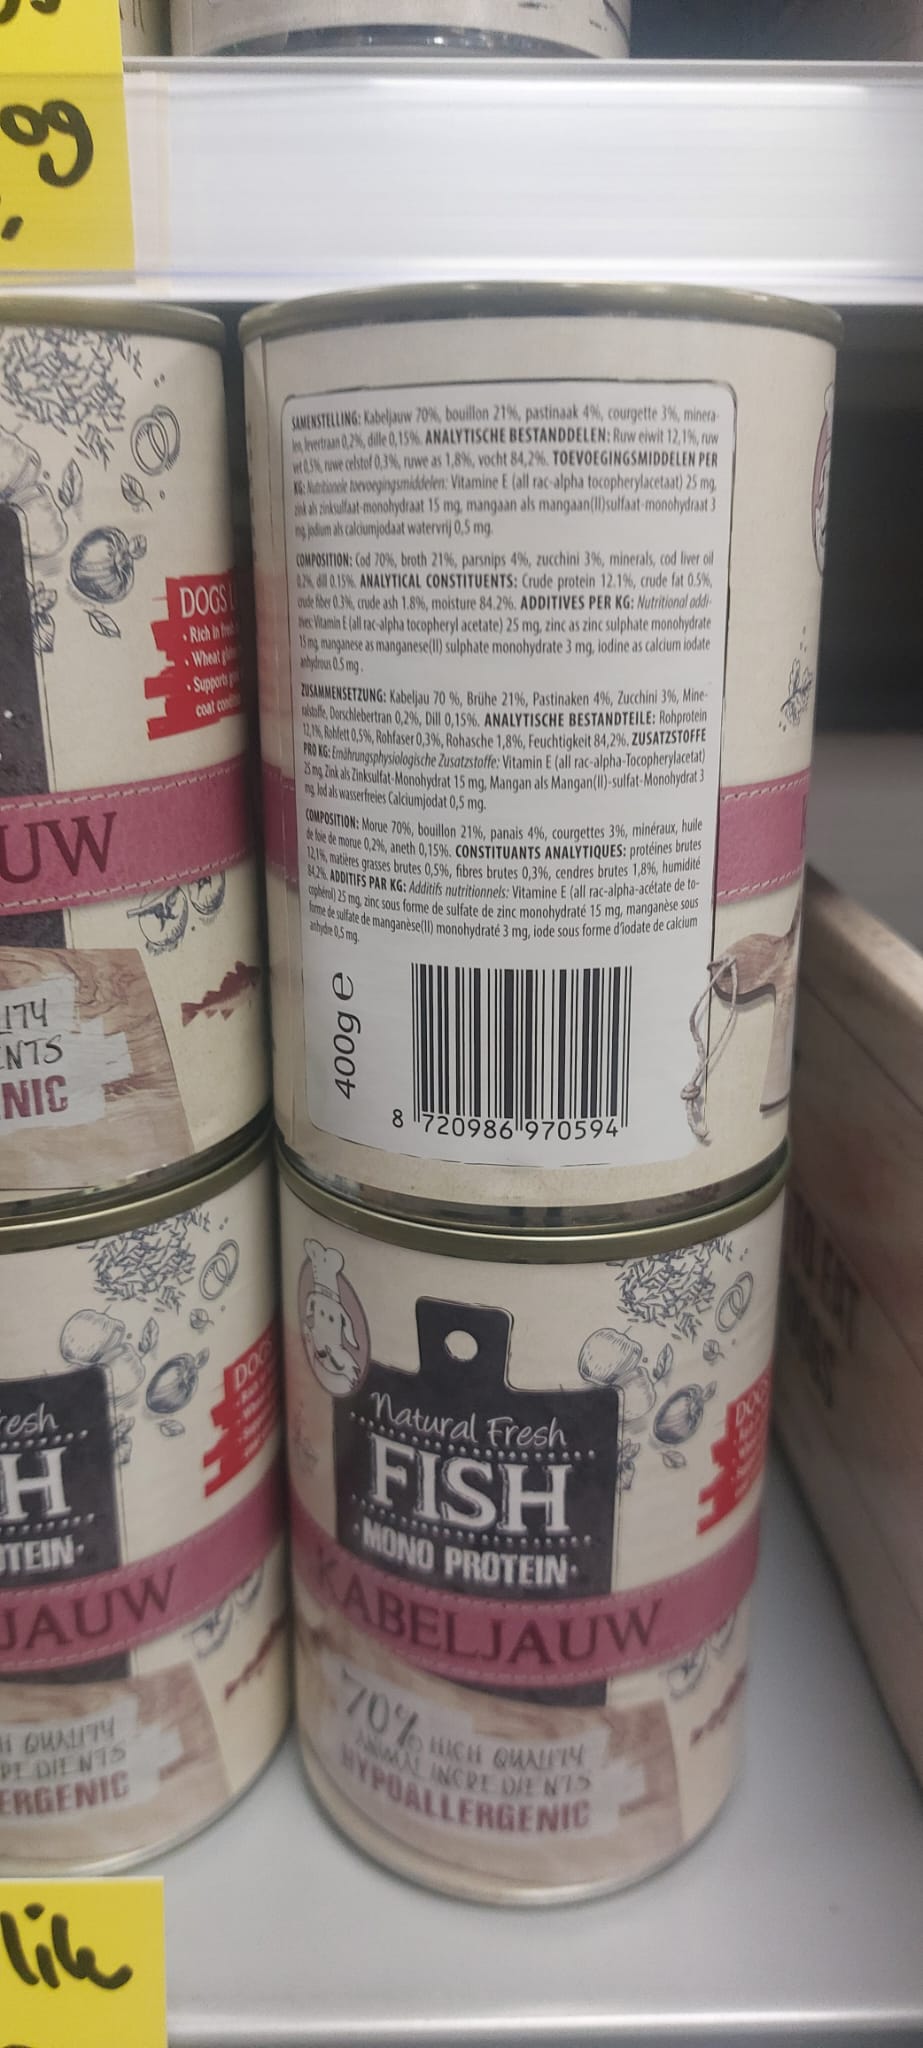 09
SAMENSTELLING: Kabeljauw 70%, bouillon 21%, pastinaak 4%, courgette 3%, minera-
len, levertraan 0,2%, dille 0,15%. ANALYTISCHE BESTANDDELEN: Ruw eiwit 12,1%, ruw
vet 0,5%, ruwe celstof 0,3%, ruwe as 1,8%, vocht 84,2%. TOEVOEGINGSMIDDELEN PER
KG: Nutritionele toevoegingsmiddelen: Vitamine E (all rac-alpha tocopherylacetaat) 25 mg,
zink als zinksulfaat-monohydraat 15 mg, mangaan als mangaan(II)sulfaat-monohydraat 3
mg, jodium als calciumjodaat watervrij 0,5 mg.
COMPOSITION: Cod 70%, broth 21%, parsnips 4%, zucchini 3%, minerals, cod liver oil
0.2%, dill 0.15%. ANALYTICAL CONSTITUENTS: Crude protein 12.1%, crude fat 0.5%,
crude fiber 0.3%, crude ash 1.8%, moisture 84.2%. ADDITIVES PER KG: Nutritional addi-
tives: Vitamin E (all rac-alpha tocopheryl acetate) 25 mg, zinc as zinc sulphate monohydrate
15 mg, manganese as manganese(II) sulphate monohydrate 3 mg, iodine as calcium iodate
anhydrous 0.5 mg.
ZUSAMMENSETZUNG: Kabeljau 70 %, Brühe 21%, Pastinaken 4%, Zucchini 3%, Mine-
ralstoffe, Dorschlebertran 0,2%, Dill 0,15%. ANALYTISCHE BESTANDTEILE: Rohprotein
12,1%, Rohfett 0,5%, Rohfaser 0,3%, Rohasche 1,8%, Feuchtigkeit 84,2%. ZUSATZSTOFFE
PRO KG: Ernährungsphysiologische Zusatzstoffe: Vitamin E (all rac-alpha-Tocopherylacetat)
25 mg, Zink als Zinksulfat-Monohydrat 15 mg, Mangan als Mangan(II)-sulfat-Monohydrat 3
mg, Jod als wasserfreies Calciumjodat 0,5 mg.
COMPOSITION: Morue 70%, bouillon 21%, panais 4%, courgettes 3%, minéraux, huile
de foie de morue 0,2%, aneth 0,15%. CONSTITUANTS ANALYTIQUES: protéines brutes
12,1%, matières grasses brutes 0,5%, fibres brutes 0,3%, cendres brutes 1,8%, humidité
84,2%. ADDITIFS PAR KG: Additifs nutritionnels: Vitamine E (all rac-alpha-acétate de to-
cophérol) 25 mg, zinc sous forme de sulfate de zinc monohydraté 15 mg, manganèse sous
forme de sulfate de manganèse(II) monohydraté 3 mg, iode sous forme d'iodate de calcium
anhydre 0,5 mg.
400g e
8 720986 970594
DOGS
• Rich in
• Wheat
• Supports
coat
UW
NIC
Natural Fresh
FISH
•MONO PROTEIN•
KABELJAUW
70% HIGH QUALITY
ANIMAL INGREDIENTS
HYPOALLERGENIC
DOGS
esh
H
OTEIN•
JAUW
H QUALITY
REDIENTS
ERGENIC
DOGS